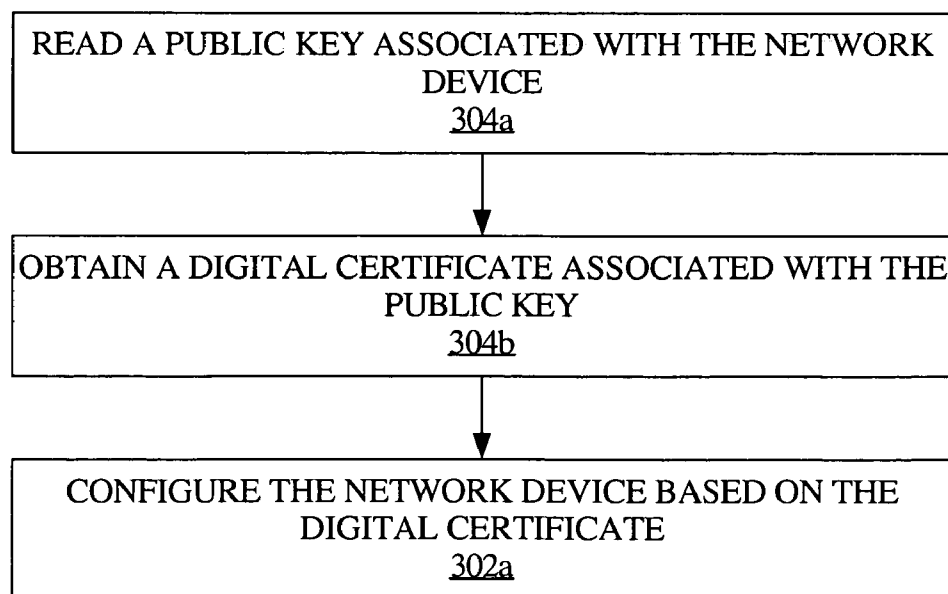 READ A PUBLIC KEY ASSOCIATED WITH THE NETWORK
DEVICE
304a
OBTAIN A DIGITAL CERTIFICATE ASSOCIATED WITH THE
PUBLIC KEY
304b
CONFIGURE THE NETWORK DEVICE BASED ON THE
DIGITAL CERTIFICATE
302a